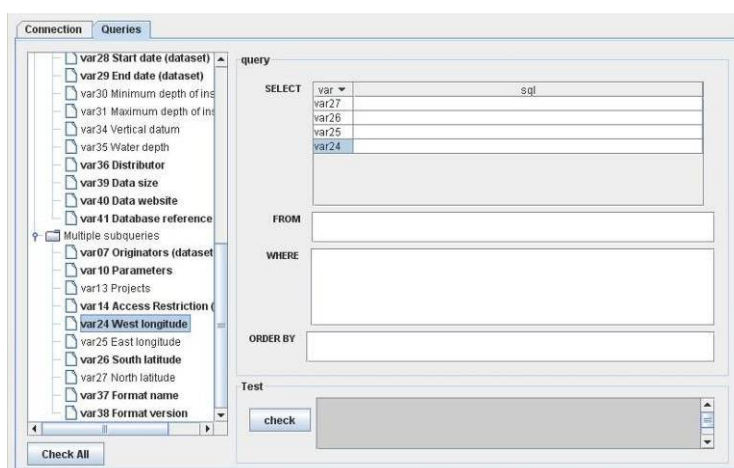 Connection Queries
var28 Start date (dataset)
var29 End date (dataset)
var30 Minimum depth of ins
var31 Maximum depth of ins
var34 Vertical datum
var35 Water depth
var36 Distributor
var39 Data size
var40 Data website
var41 Database reference
Multiple subqueries
var07 Originators (dataset
var10 Parameters
var13 Projects
var14 Access Restriction (
var24 West longitude
var25 East longitude
var26 South latitude
var27 North latitude
var37 Format name
var38 Format version
Check All
query
SELECT
var sql
var27
var26
var25
var24
FROM
WHERE
ORDER BY
Test
check